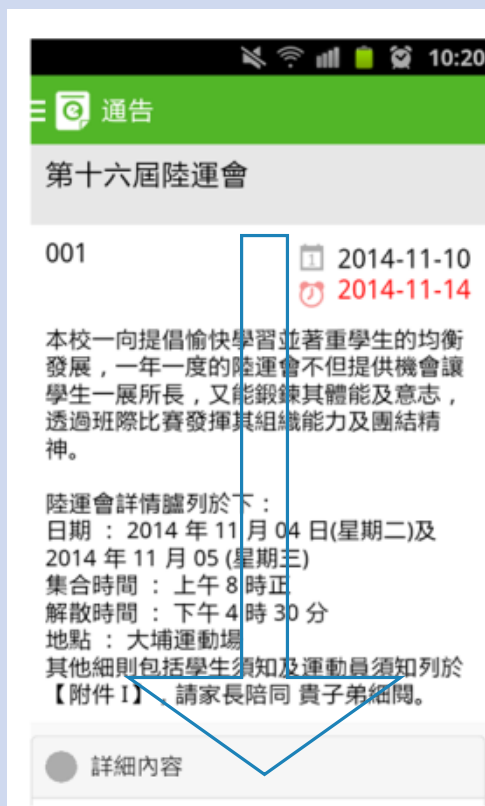 10:20
通告
第十六屆陸運會
001
2014-11-10
2014-11-14
本校一向提倡愉快學習並著重學生的均衡
發展，一年一度的陸運會不但提供機會讓
學生一展所長，又能鍛鍊其體能及意志，
透過班際比賽發揮其組織能力及團結精
神。
陸運會詳情臚列於下：
日期 ： 2014 年 11 月 04 日(星期二)及
2014 年 11 月 05 (星期三)
集合時間 ： 上午 8 時正
解散時間 ： 下午 4 時 30 分
地點 ： 大埔運動場
其他細則包括學生須知及運動員須知列於
【附件 I】，請家長陪同 貴子弟細閱。
詳細內容